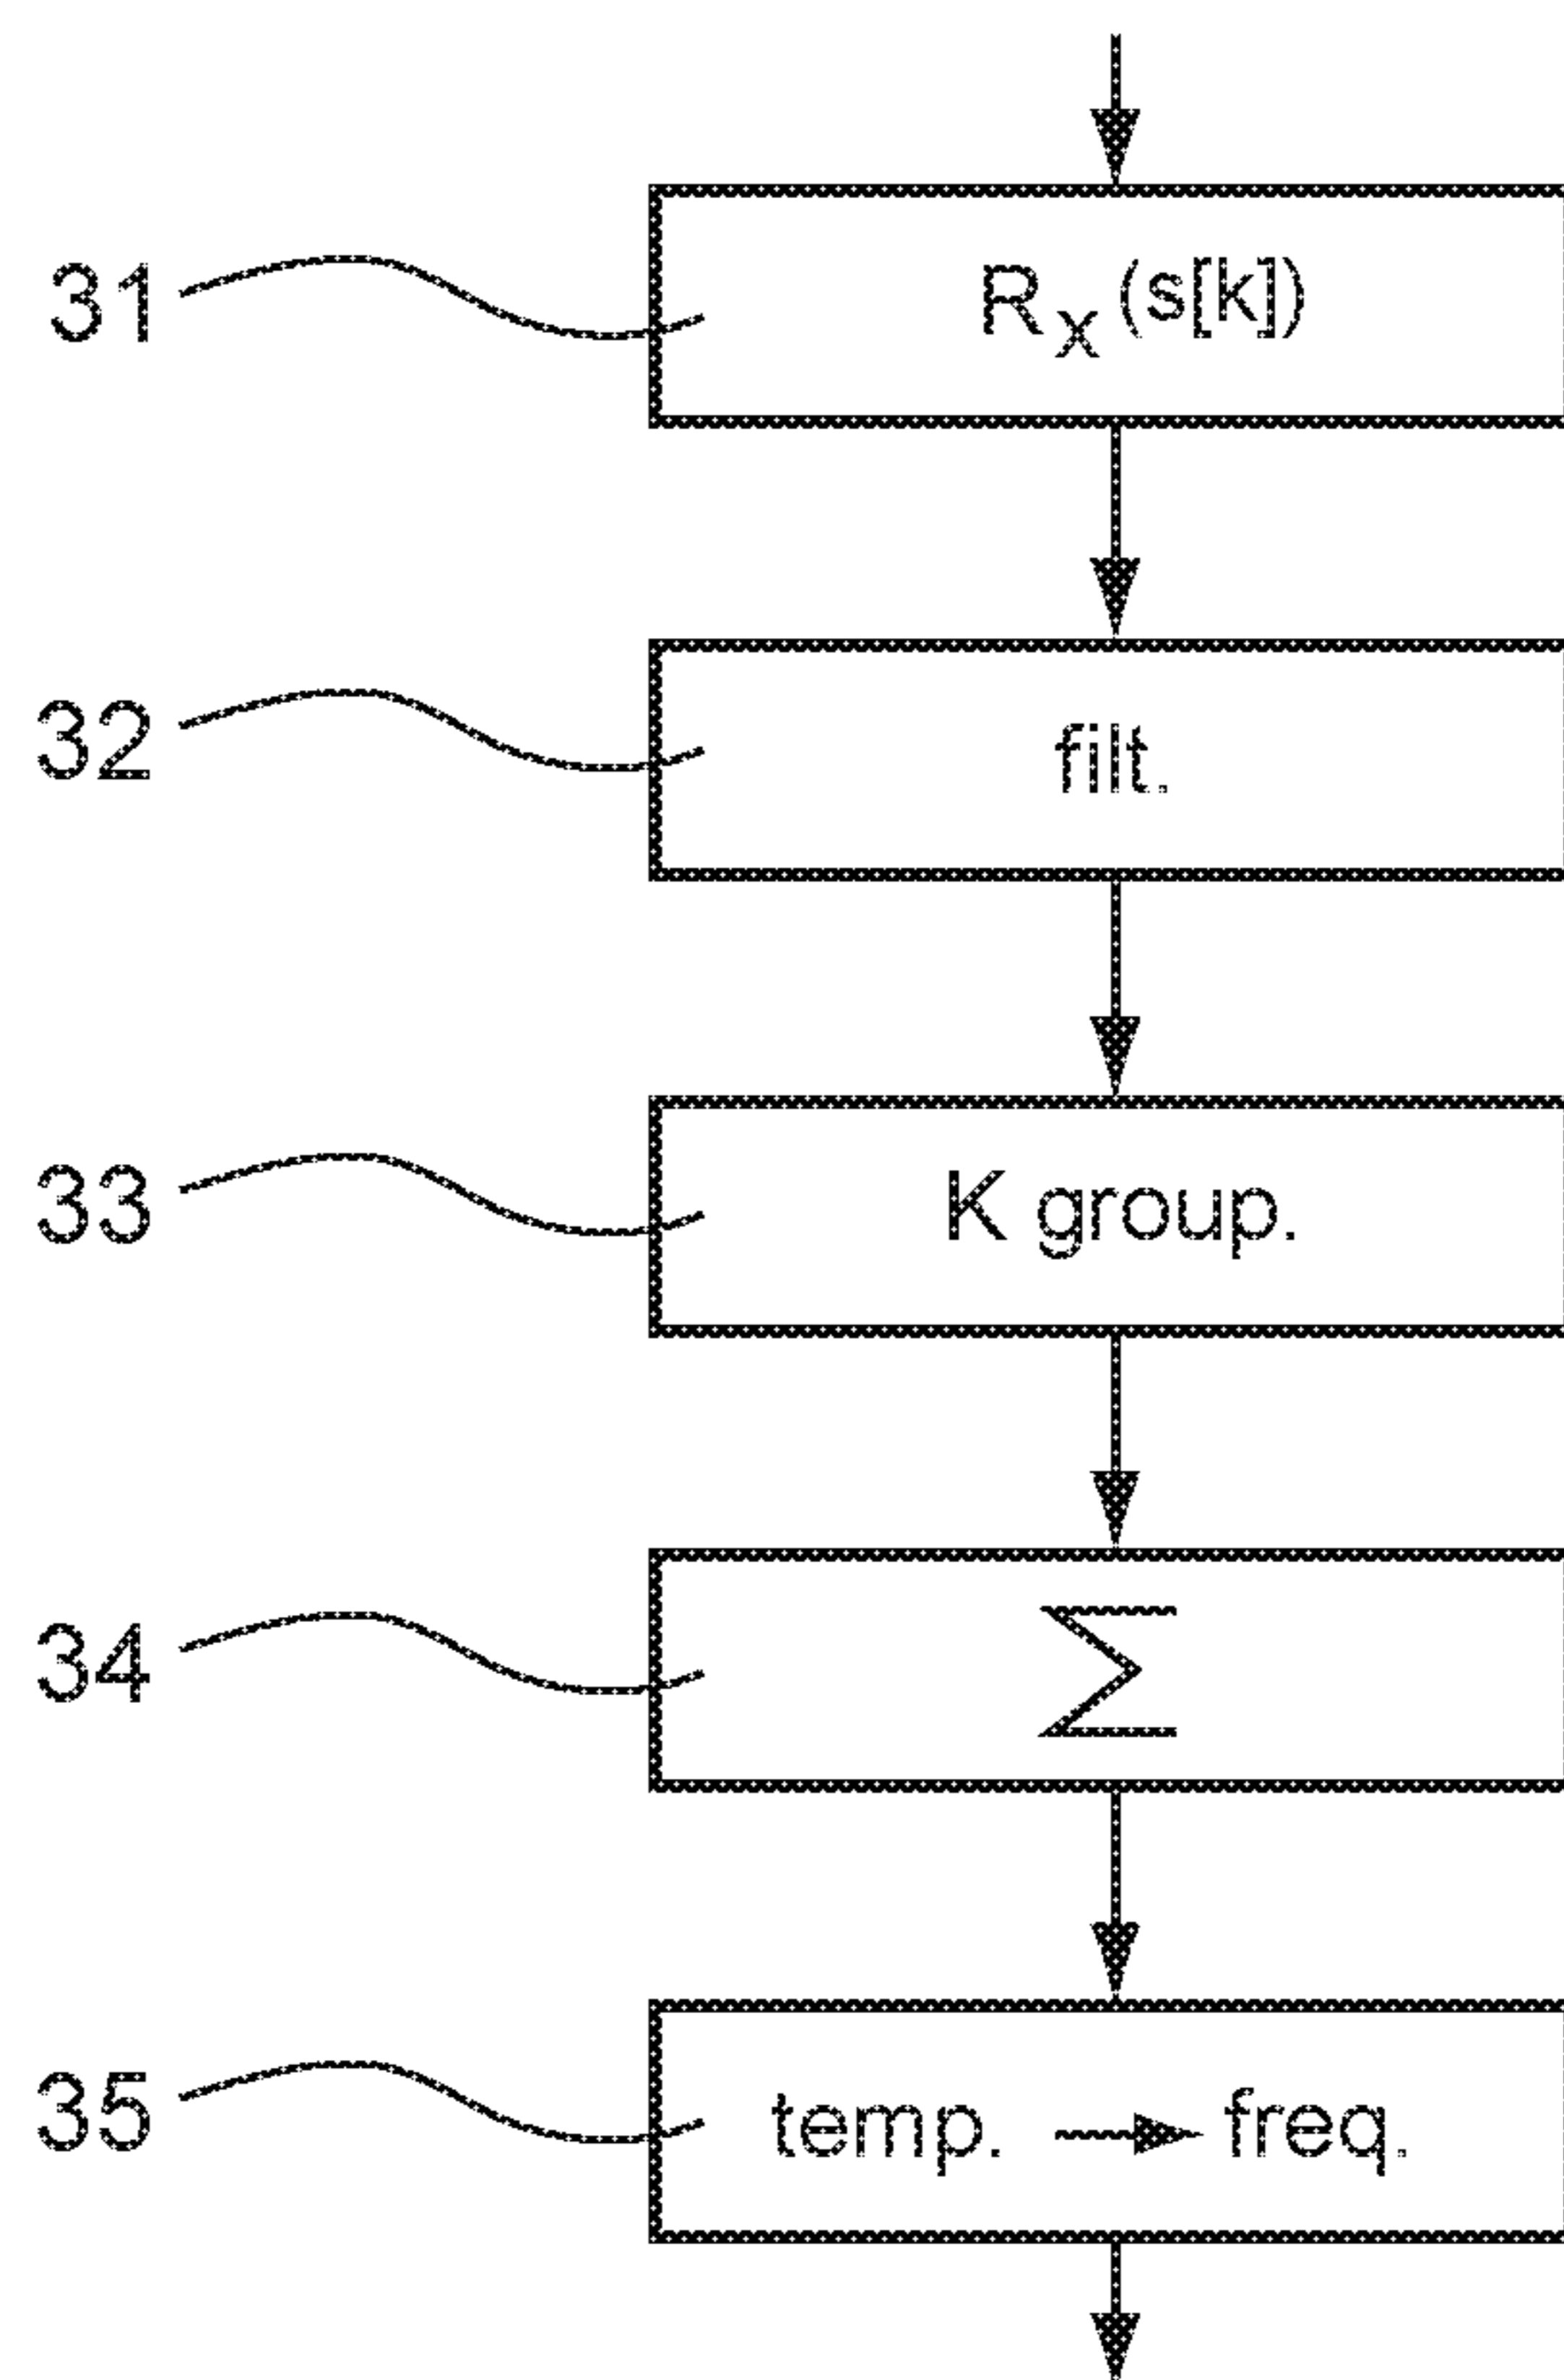 31 Rx (s[k])
32 filt.
33 K group.
34 Σ
35 temp. → freq.